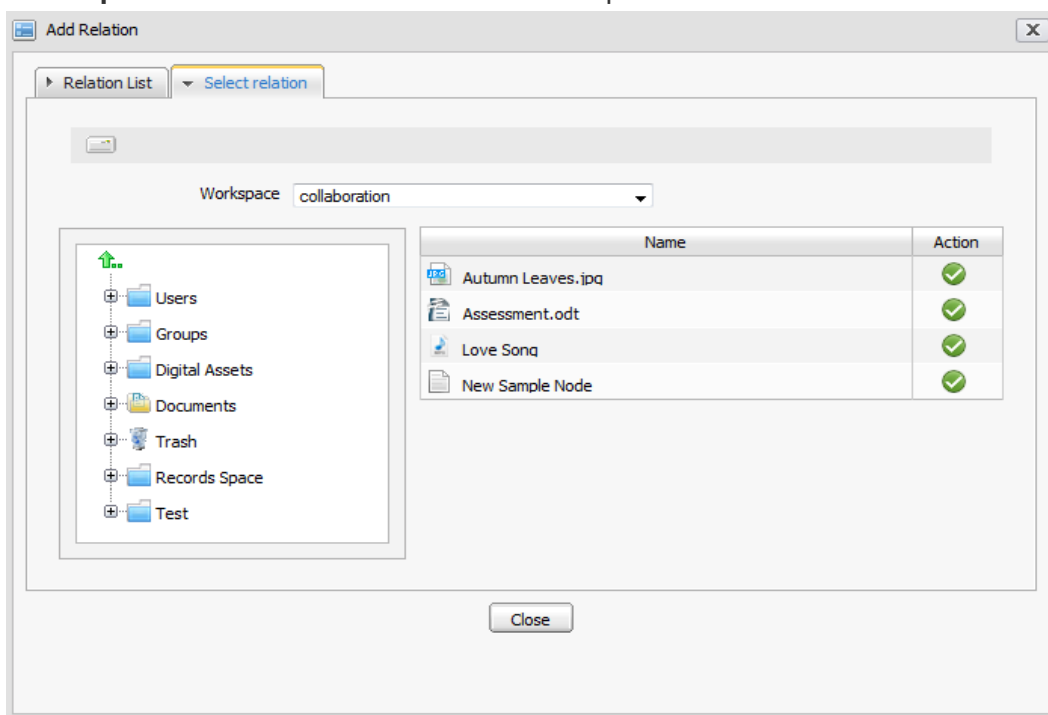 Add Relation
Relation List
Select relation
Workspace collaboration
Name Action
Autumn Leaves.jpg
Assessment.odt
Love Song
New Sample Node
Users
Groups
Digital Assets
Documents
Trash
Records Space
Test
Close